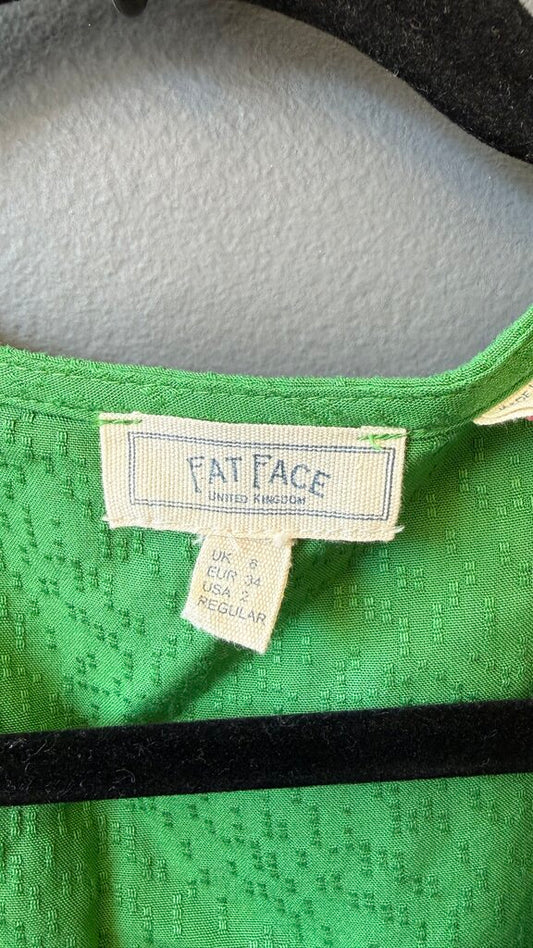 FAT FACE
UNITED KINGDOM
UK 6
EUR 34
USA 2
REGULAR